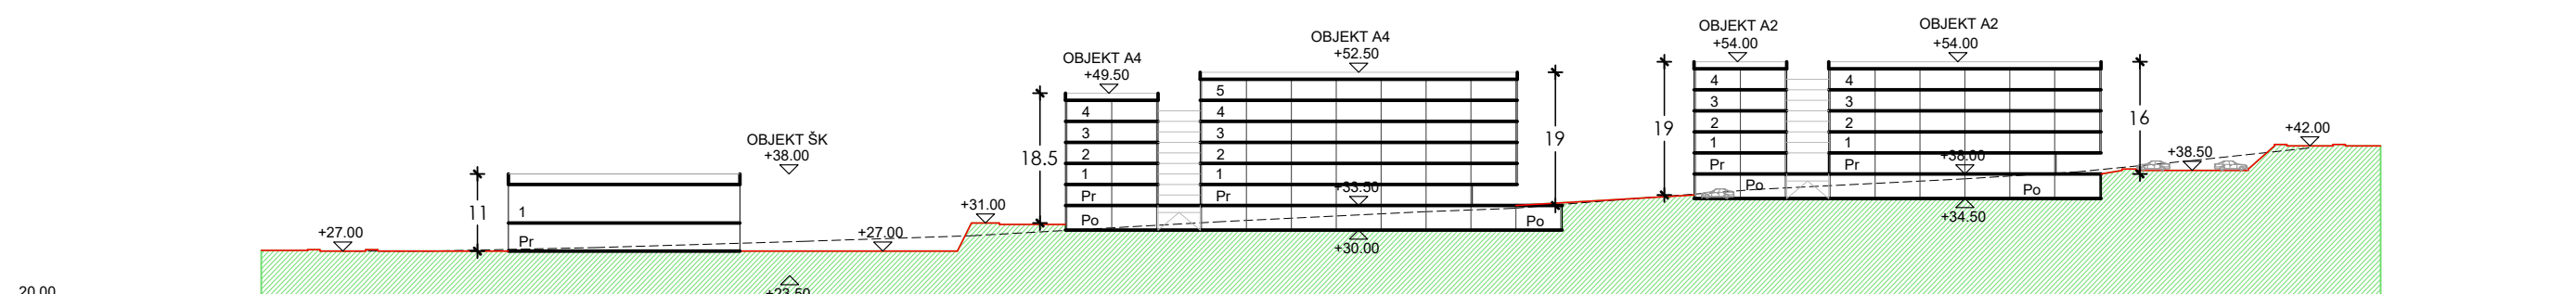 OBJEKT A2
+54.00
OBJEKT A2
+54.00
OBJEKT A4
+52.50
OBJEKT A4
+49.50
OBJEKT ŠK
+38.00
11
1
Pr
+27.00
+27.00
+31.00
18.5
4
3
2
1
Pr
Po
5
4
3
2
1
Pr
+33.50
Po
+30.00
19
19
4
3
2
1
Pr
Po
4
3
2
1
Pr
+38.00
Po
+34.50
16
+38.50
+42.00
20.00
+23.50